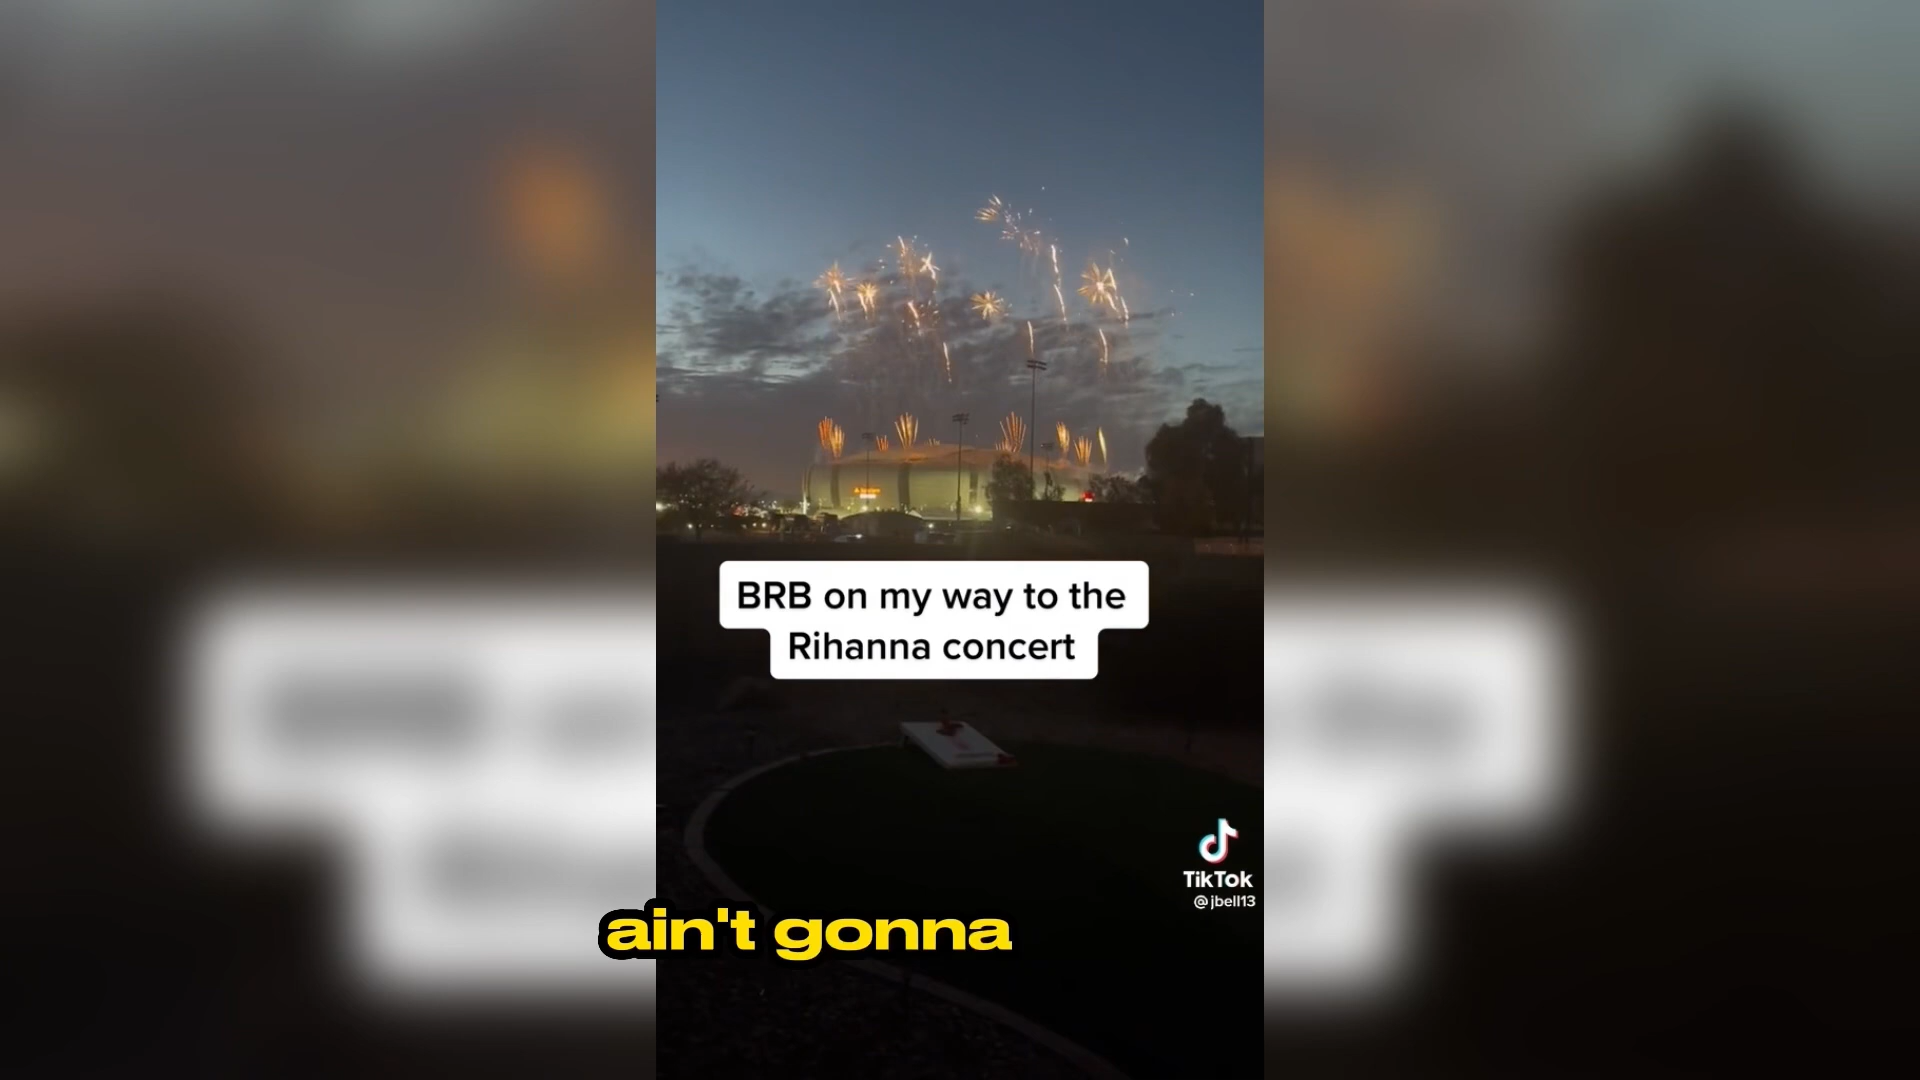 BRB on my way to the
Rihanna concert
TikTok
@jbell13
ain't gonna